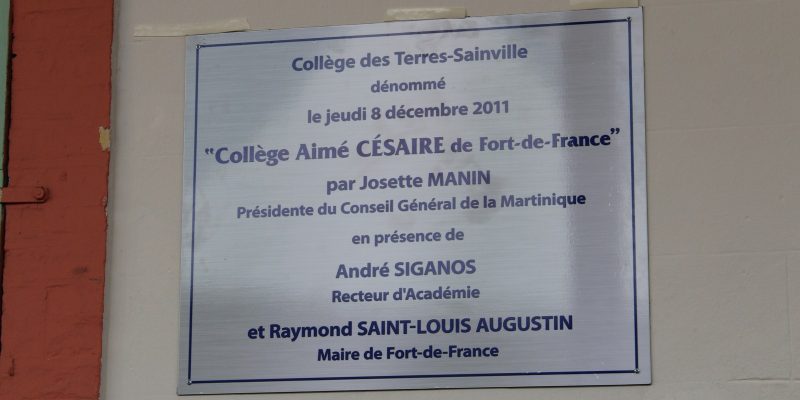 Collège des Terres-Sainville
dénommé
le jeudi 8 décembre 2011
"Collège Aimé CÉSAIRE de Fort-de-France"
par Josette MANIN
Présidente du Conseil Général de la Martinique
en présence de
André SIGANOS
Recteur d'Académie
et Raymond SAINT-LOUIS AUGUSTIN
Maire de Fort-de-France